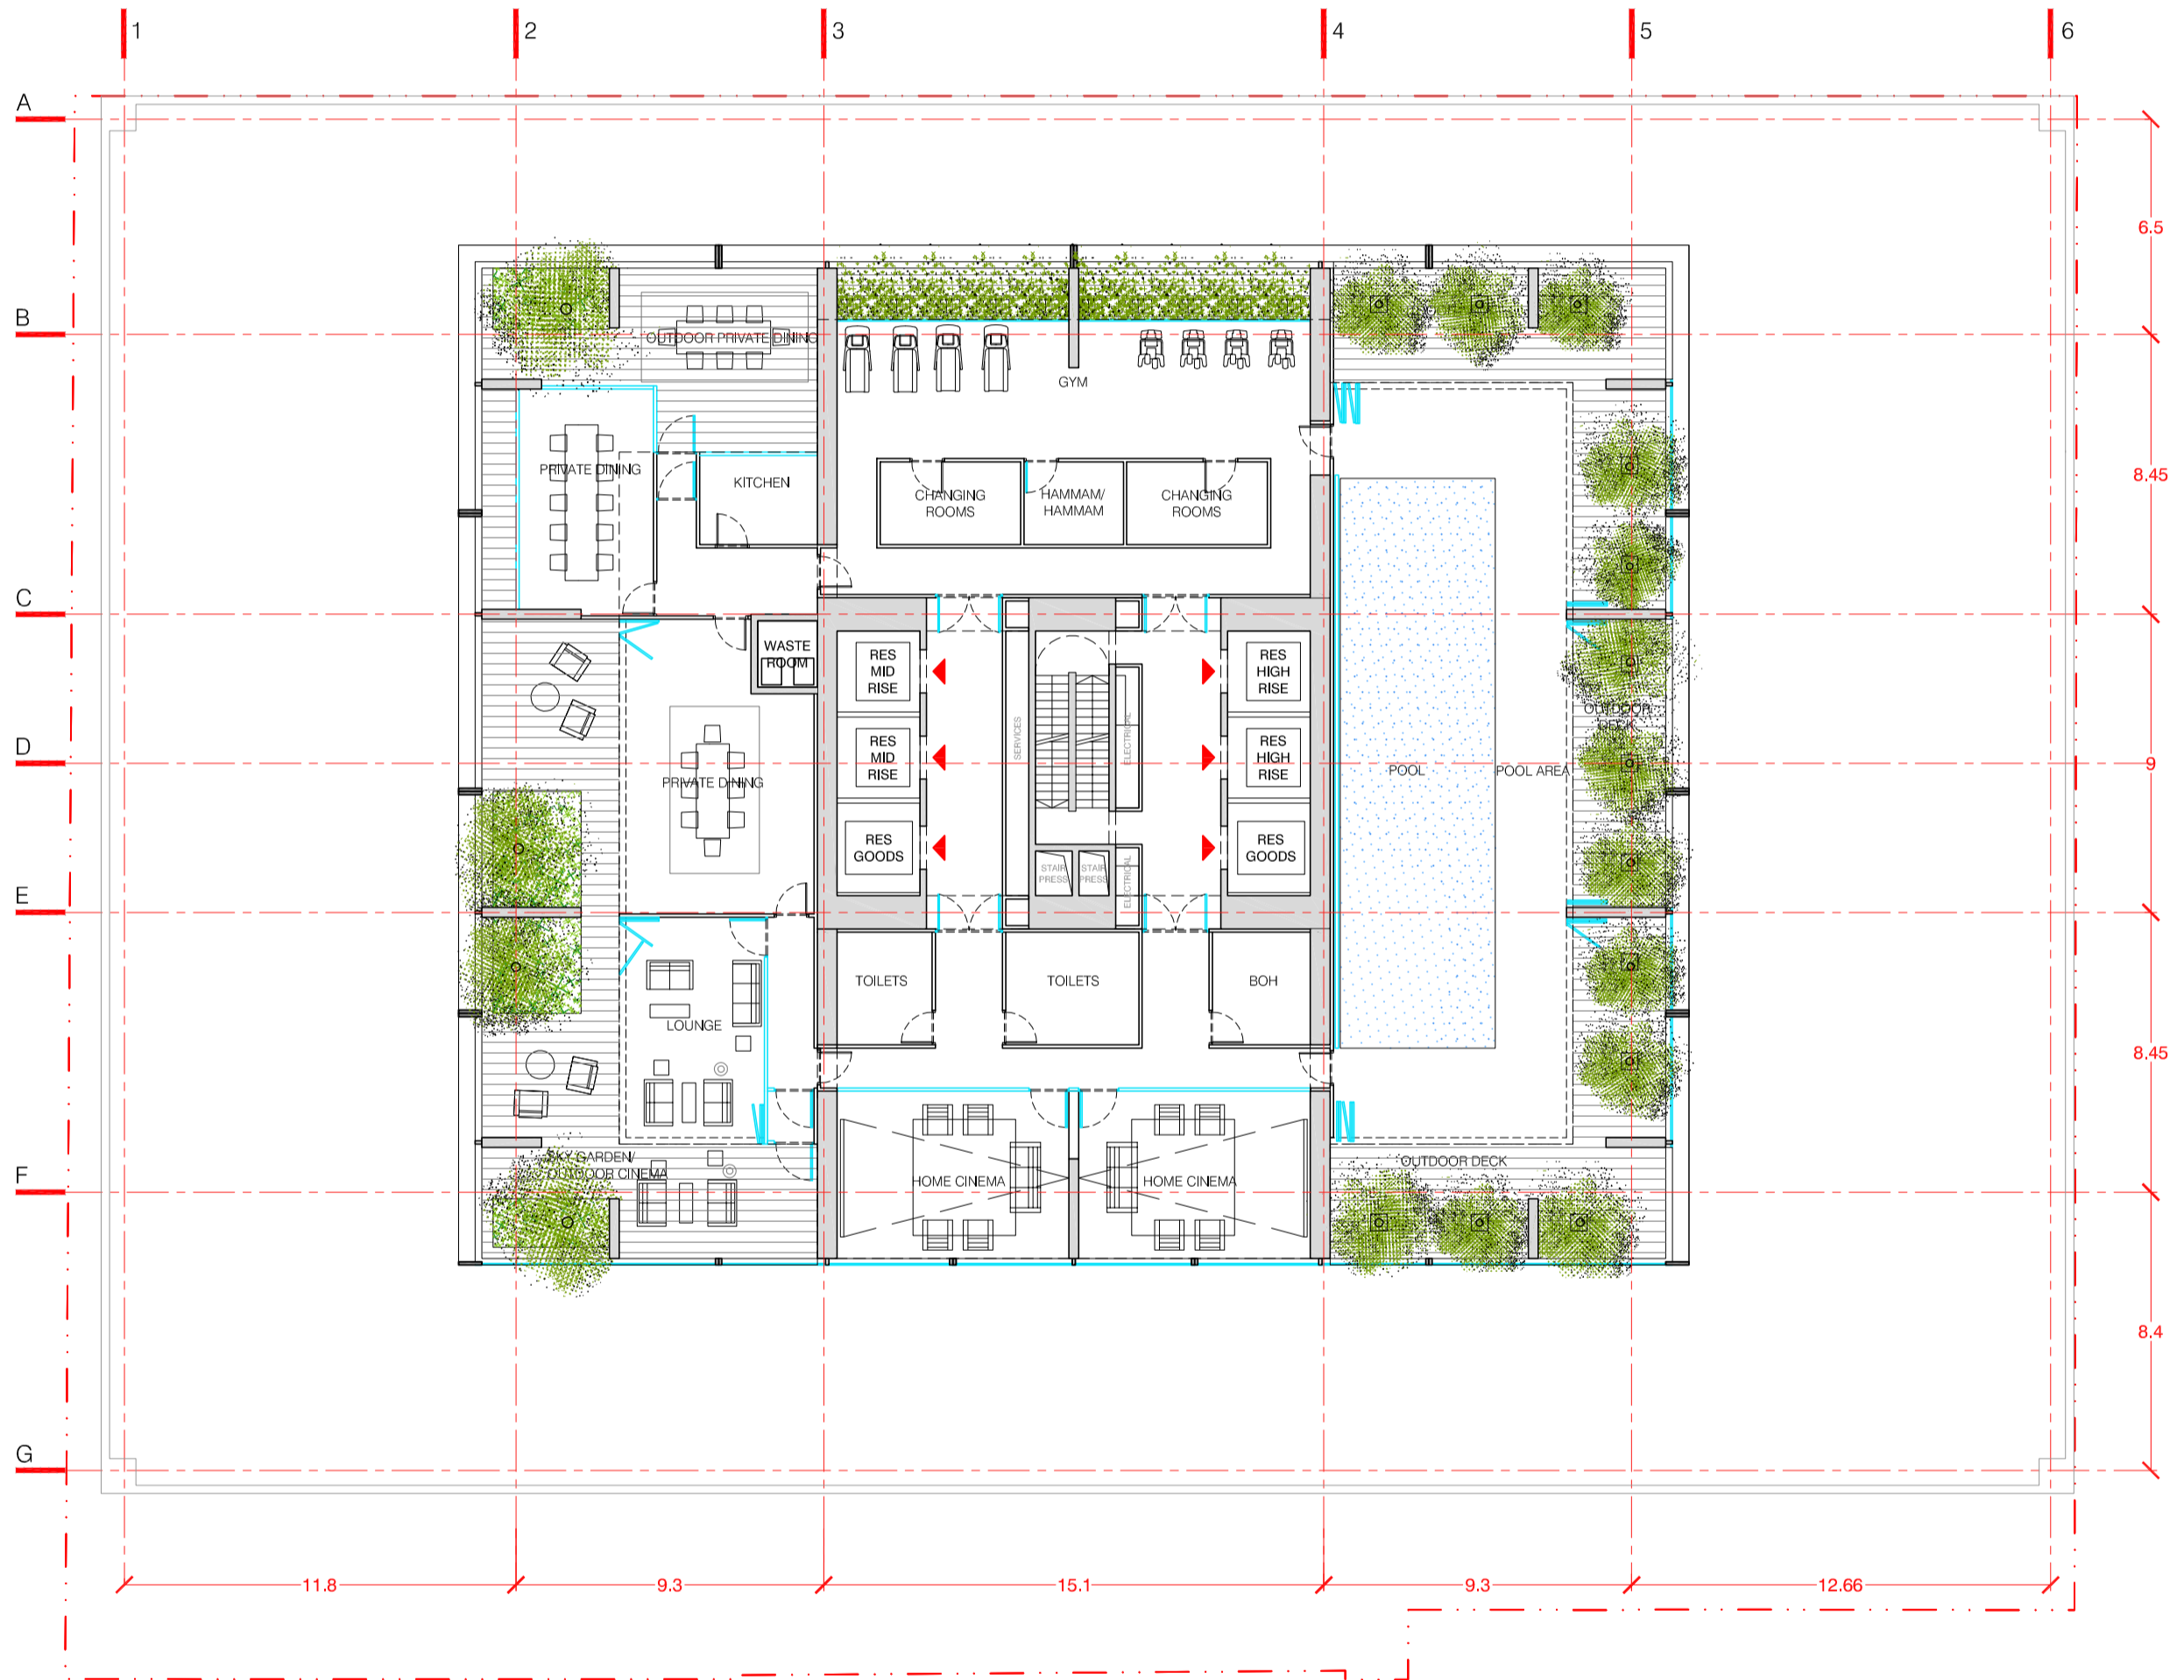 1
2
3
4
5
6
A
6.5
B
OUTDOOR PRIVATE DINING
GYM
8.45
PRIVATE DINING
KITCHEN
CHANGING
ROOMS
HAMMAM/
HAMMAM
CHANGING
ROOMS
C
WASTE
ROOM
RES
MID
RISE
RES
HIGH
RISE
SERVICES
ELECTRICAL
OUTDOOR
DECK
D
RES
MID
RISE
RES
HIGH
RISE
PRIVATE DINING
POOL
POOL AREA
9
RES
GOODS
STAIR
PRESS
STAIR
PRESS
ELECTRICAL
RES
GOODS
E
TOILETS
TOILETS
BOH
LOUNGE
8.45
SKY GARDEN/
OUTDOOR CINEMA
OUTDOOR DECK
F
HOME CINEMA
HOME CINEMA
8.4
G
11.8
9.3
15.1
9.3
12.66